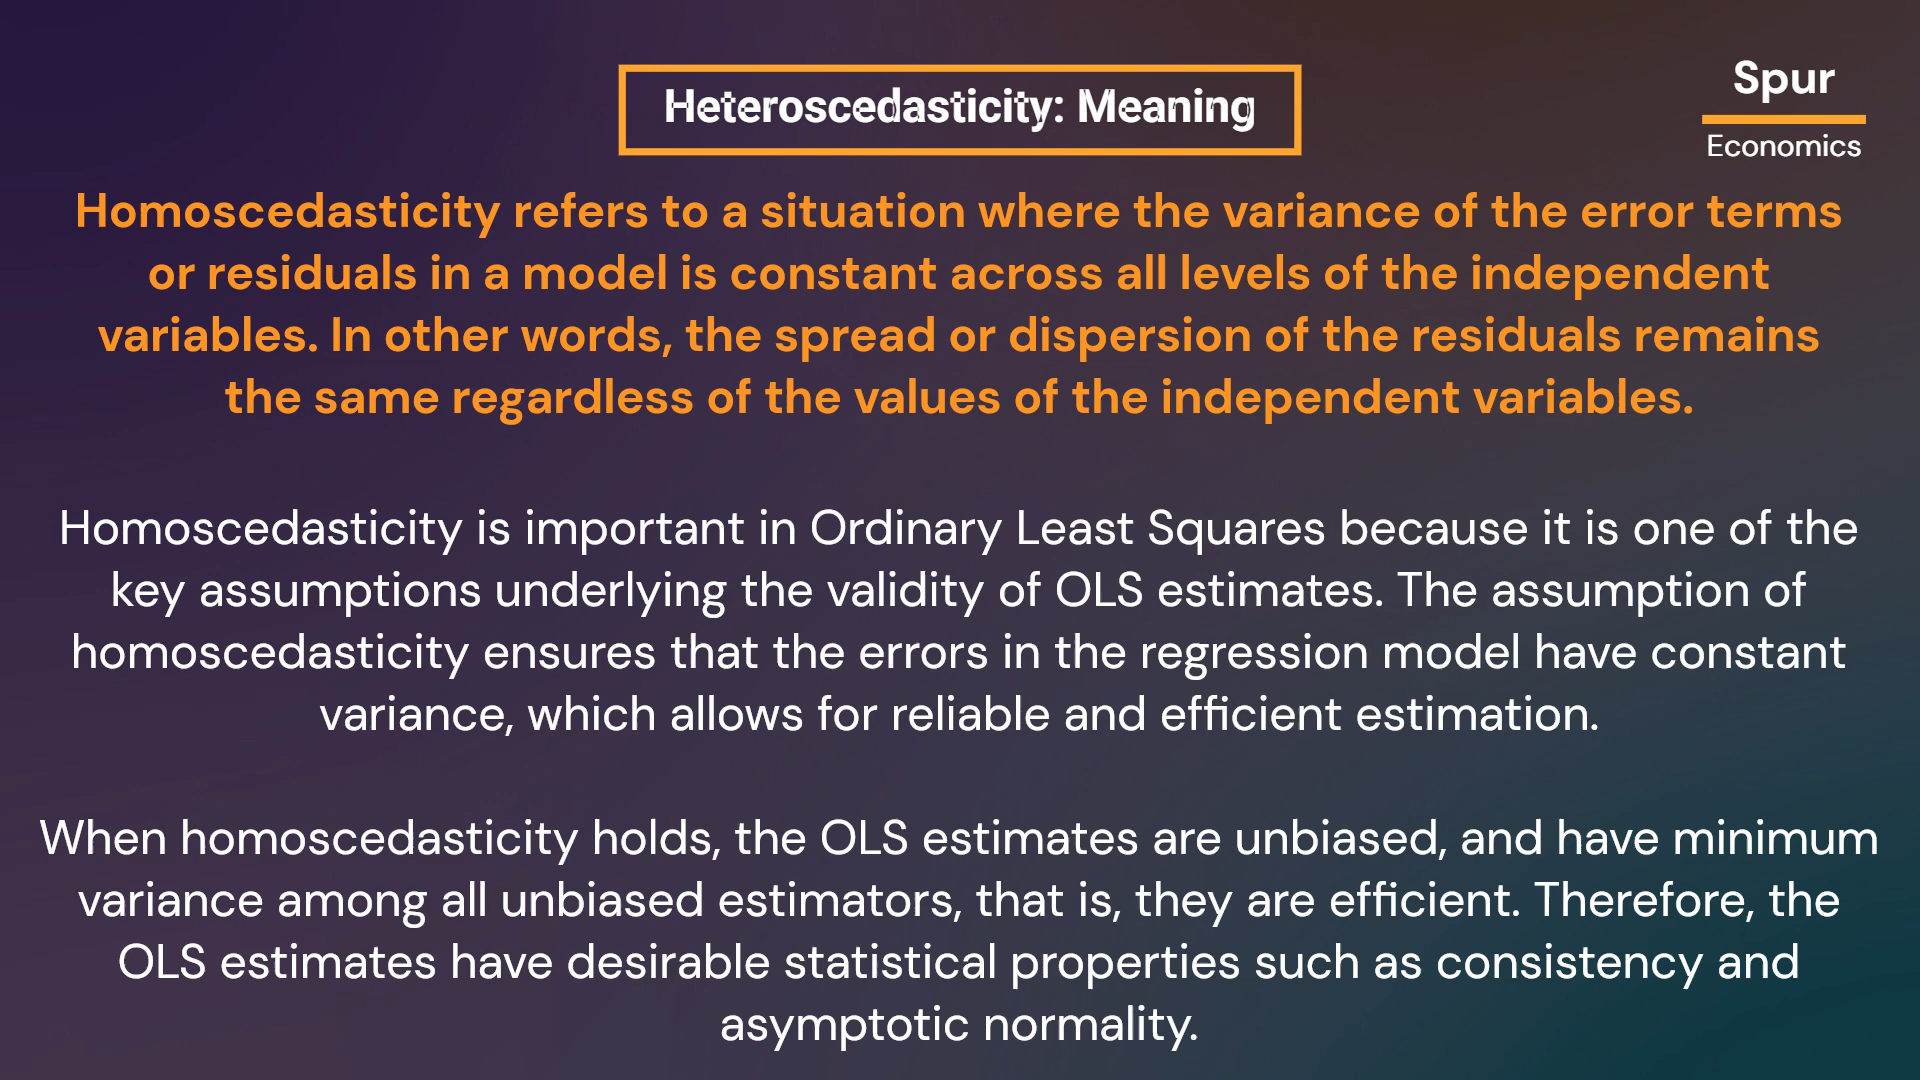 Heteroscedasticity: Meaning
Spur
Economics
Homoscedasticity refers to a situation where the variance of the error terms
or residuals in a model is constant across all levels of the independent
variables. In other words, the spread or dispersion of the residuals remains
the same regardless of the values of the independent variables.
Homoscedasticity is important in Ordinary Least Squares because it is one of the
key assumptions underlying the validity of OLS estimates. The assumption of
homoscedasticity ensures that the errors in the regression model have constant
variance, which allows for reliable and efficient estimation.
When homoscedasticity holds, the OLS estimates are unbiased, and have minimum
variance among all unbiased estimators, that is, they are efficient. Therefore, the
OLS estimates have desirable statistical properties such as consistency and
asymptotic normality.